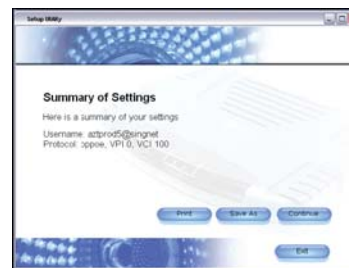 Setup Utility
Summary of Settings
Here is a summary of your settings
Username: aztprod5@singnet
Protocol: pppoe, VPI 0, VCI 100
Print
Save As
Continue
Exit